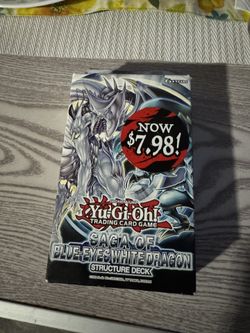 NOW
$7.98!
Yu-Gi-Oh!
TRADING CARD GAME
SAGA OF
BLUE-EYES WHITE DRAGON
STRUCTURE DECK